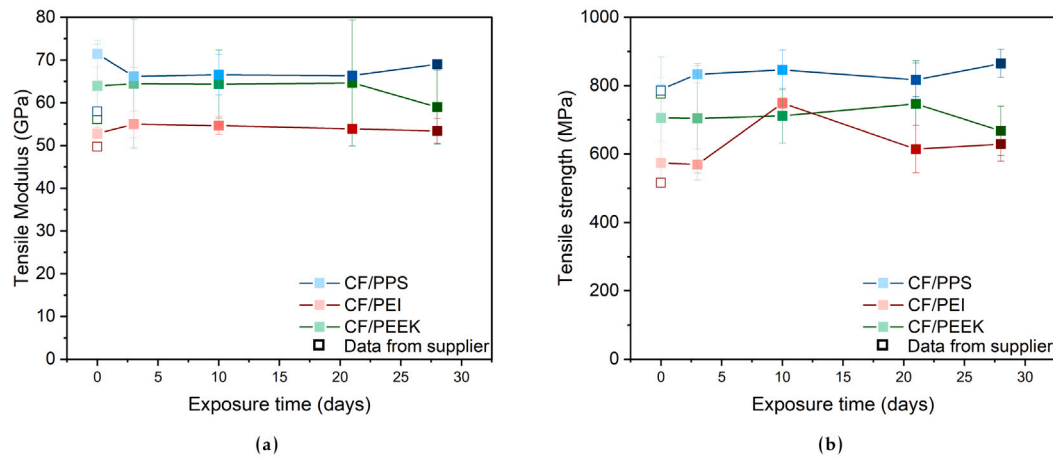 80
70
60
50
40
30
20
10
0
Tensile Modulus (GPa)
CF/PPS
CF/PEI
CF/PEEK
Data from supplier
0 5 10 15 20 25 30
Exposure time (days)
(a)
1000
800
600
400
200
0
Tensile strength (MPa)
CF/PPS
CF/PEI
CF/PEEK
Data from supplier
0 5 10 15 20 25 30
Exposure time (days)
(b)